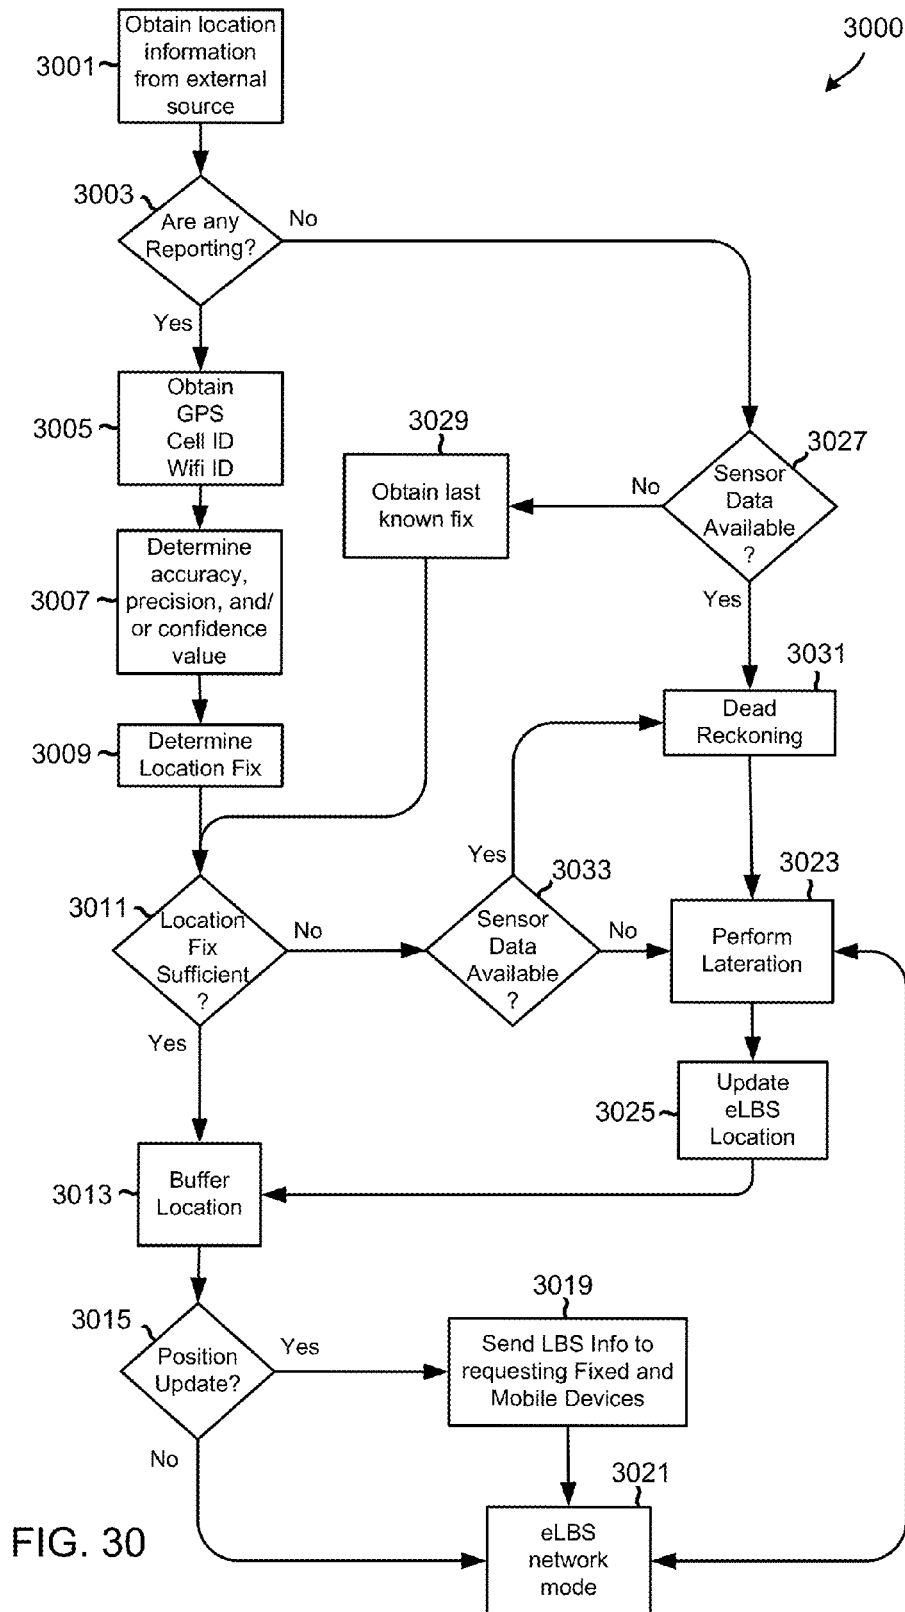 3000
Obtain location
information
from external
source
3001
3003
Are any
Reporting?
No
Yes
3005
Obtain
GPS
Cell ID
Wifi ID
3029
Obtain last
known fix
3027
No
Sensor
Data
Available
?
Yes
3007
Determine
accuracy,
precision, and/
or confidence
value
3031
Dead
Reckoning
3009
Determine
Location Fix
3011
Location
Fix
Sufficient
?
No
Yes
Yes
3033
Sensor
Data
Available
?
No
3023
Perform
Lateration
3025
Update
eLBS
Location
3013
Buffer
Location
3015
Position
Update?
Yes
No
3019
Send LBS Info to
requesting Fixed and
Mobile Devices
3021
eLBS
network
mode
FIG. 30